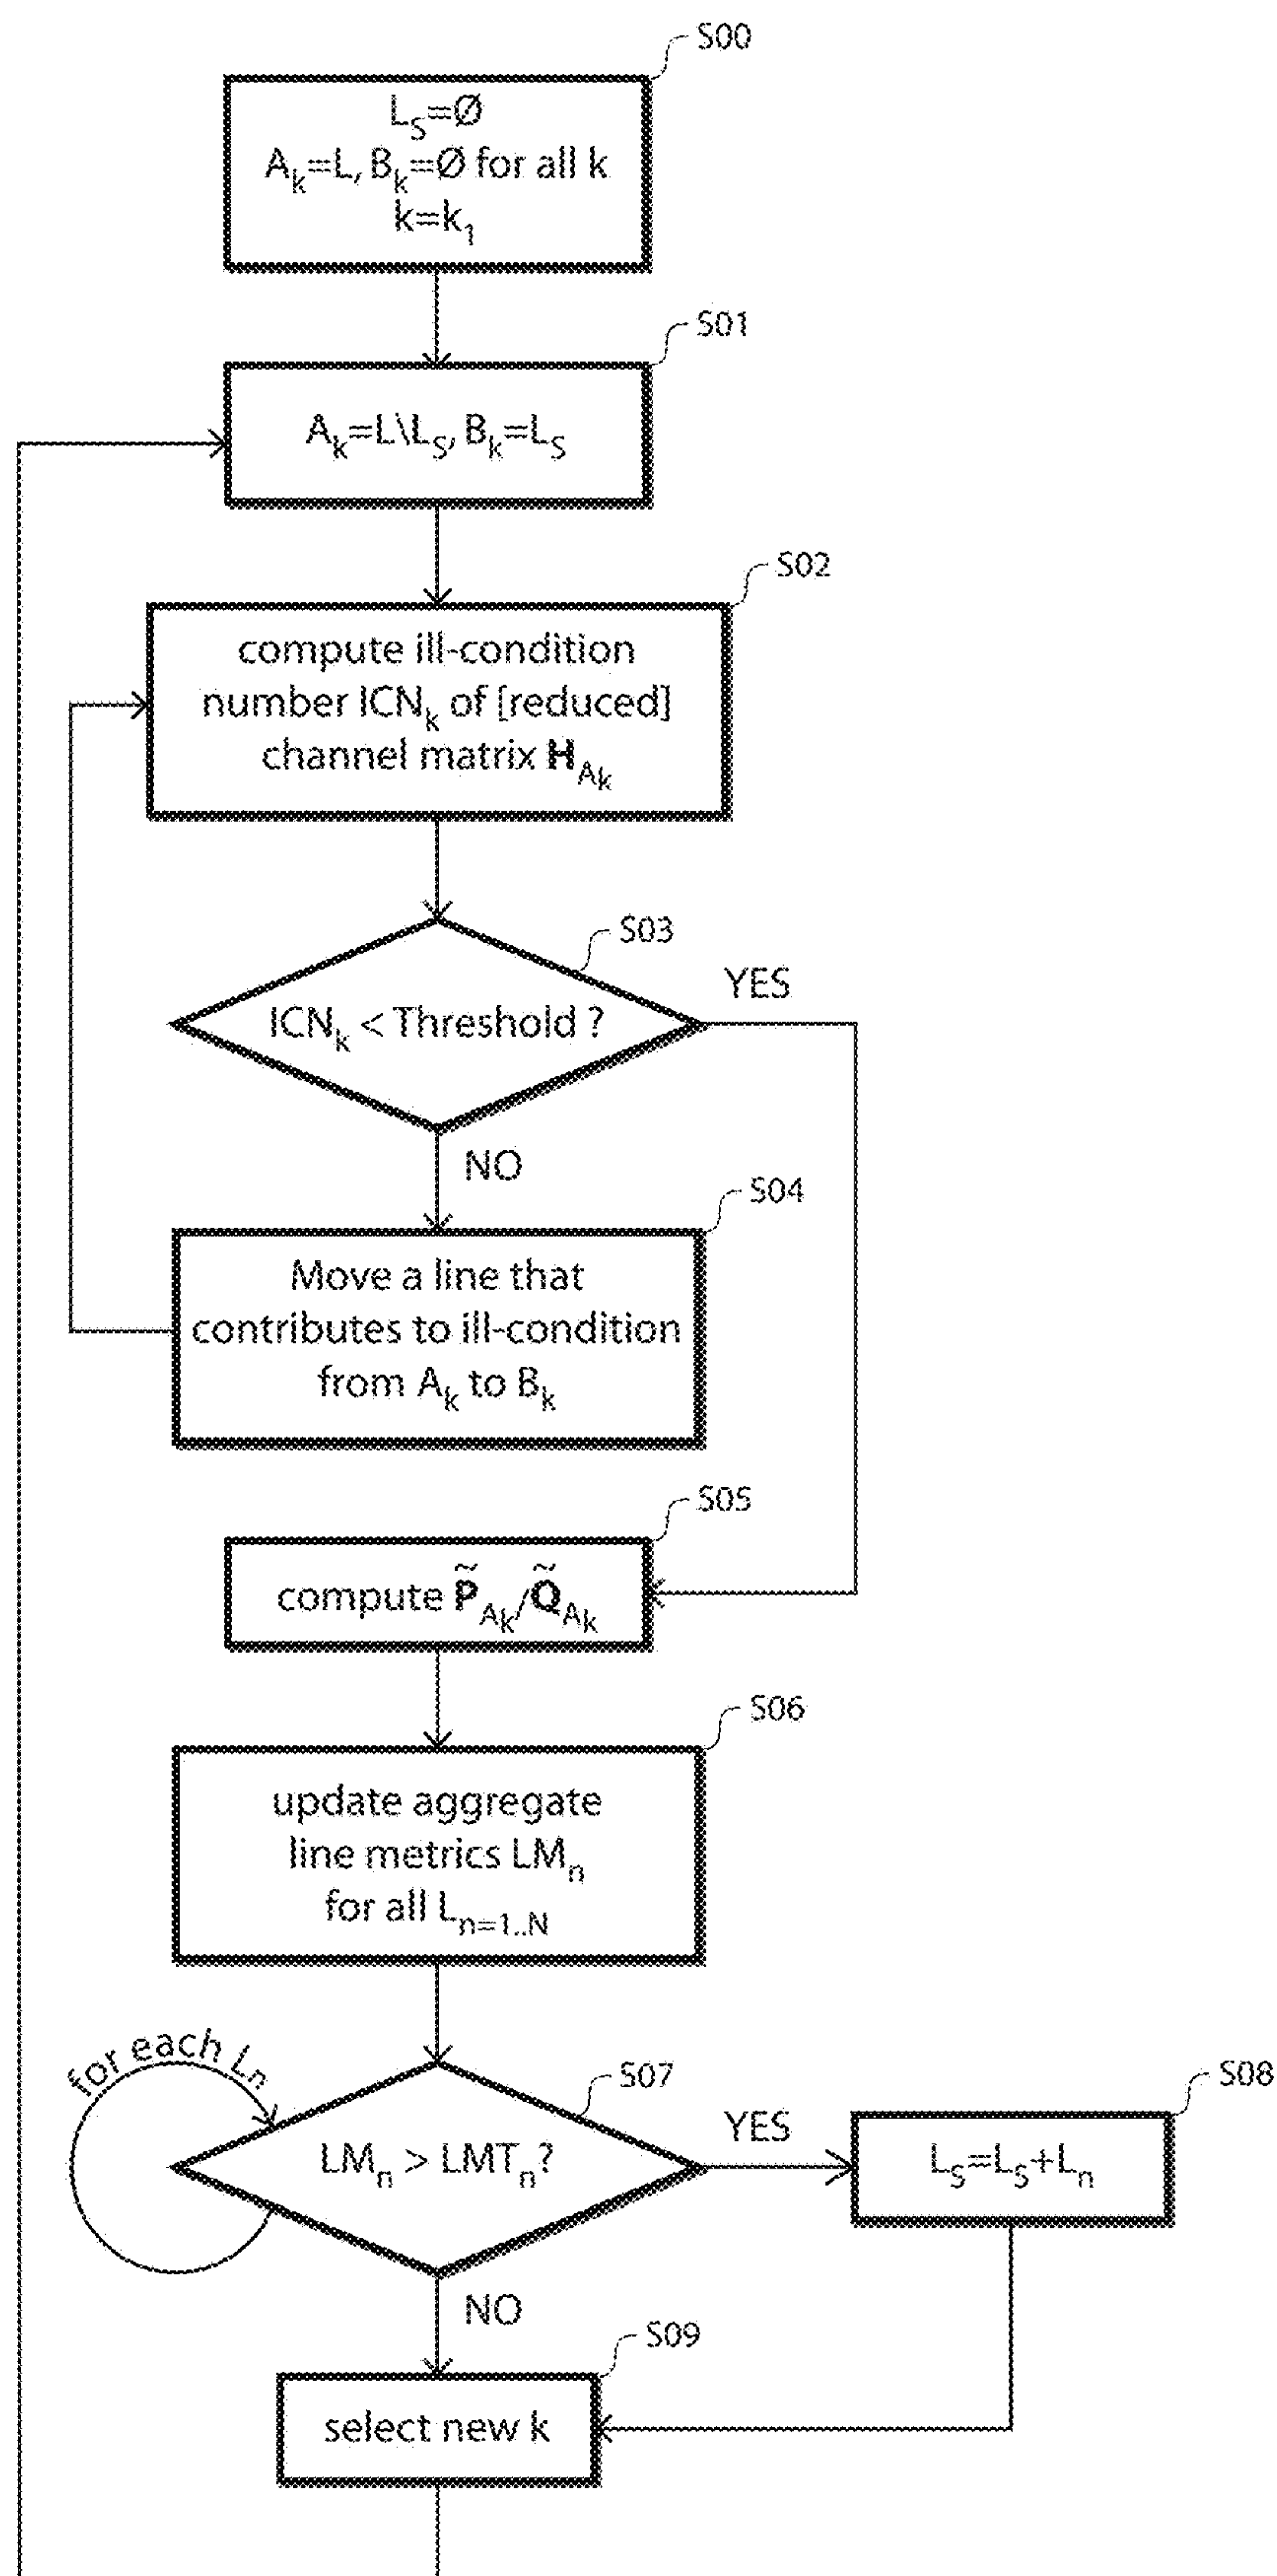 S00
L_S=Ø
A_k=L, B_k=Ø for all k
k=k_1
S01
A_k=L\L_S, B_k=L_S
S02
compute ill-condition
number ICN_k of [reduced]
channel matrix H_A_k
S03
ICN_k < Threshold ?
YES
NO
S04
Move a line that
contributes to ill-condition
from A_k to B_k
S05
compute P̃_A_k/Q̃_A_k
S06
update aggregate
line metrics LM_n
for all L_n=1..N
for each L_n
S07
LM_n > LMT_n?
YES
S08
L_S=L_S+L_n
NO
S09
select new k